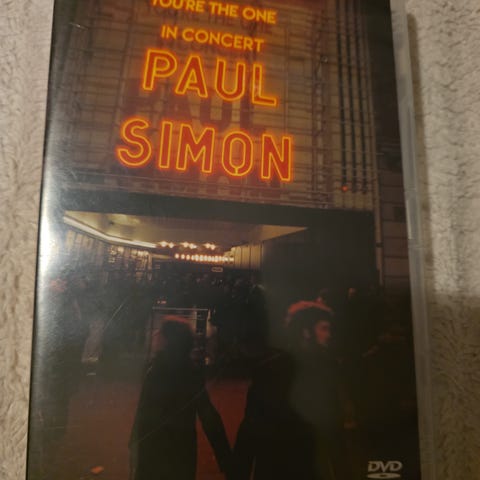 YOU'RE THE ONE
IN CONCERT
PAUL
SIMON
DVD